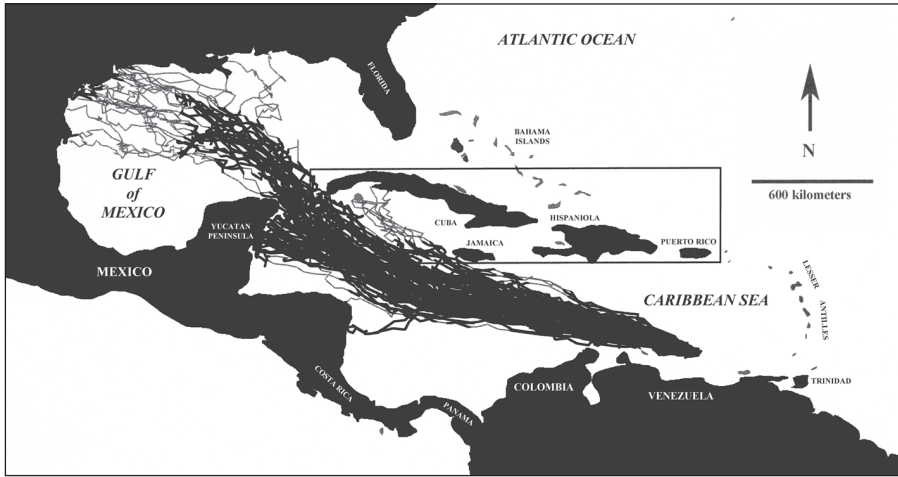 ATLANTIC OCEAN
FLORIDA
BAHAMA
ISLANDS
N
600 kilometers
GULF
of
MEXICO
YUCATAN
PENINSULA
CUBA
HISPANIOLA
JAMAICA
PUERTO RICO
MEXICO
CARIBBEAN SEA
LESSER
ANTILLES
COSTA RICA
PANAMA
COLOMBIA
VENEZUELA
TRINIDAD